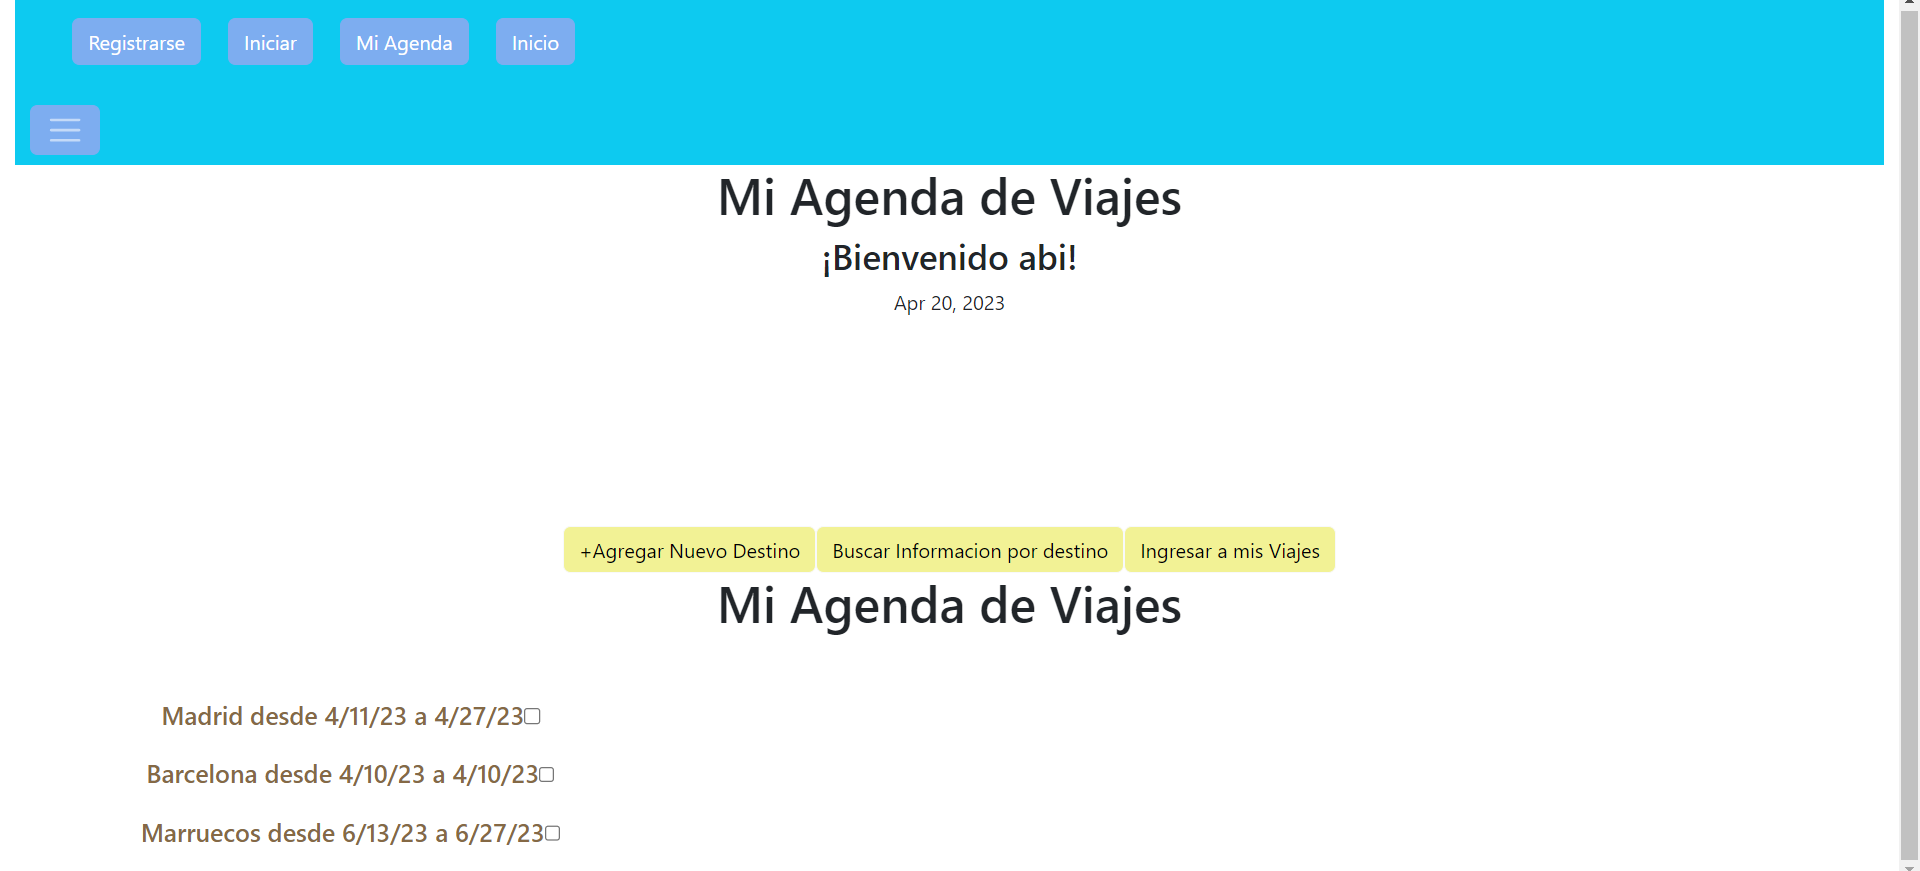 Registrarse Iniciar Mi Agenda Inicio
Mi Agenda de Viajes
¡Bienvenido abi!
Apr 20, 2023
+Agregar Nuevo Destino Buscar Informacion por destino Ingresar a mis Viajes
Mi Agenda de Viajes
Madrid desde 4/11/23 a 4/27/23
Barcelona desde 4/10/23 a 4/10/23
Marruecos desde 6/13/23 a 6/27/23